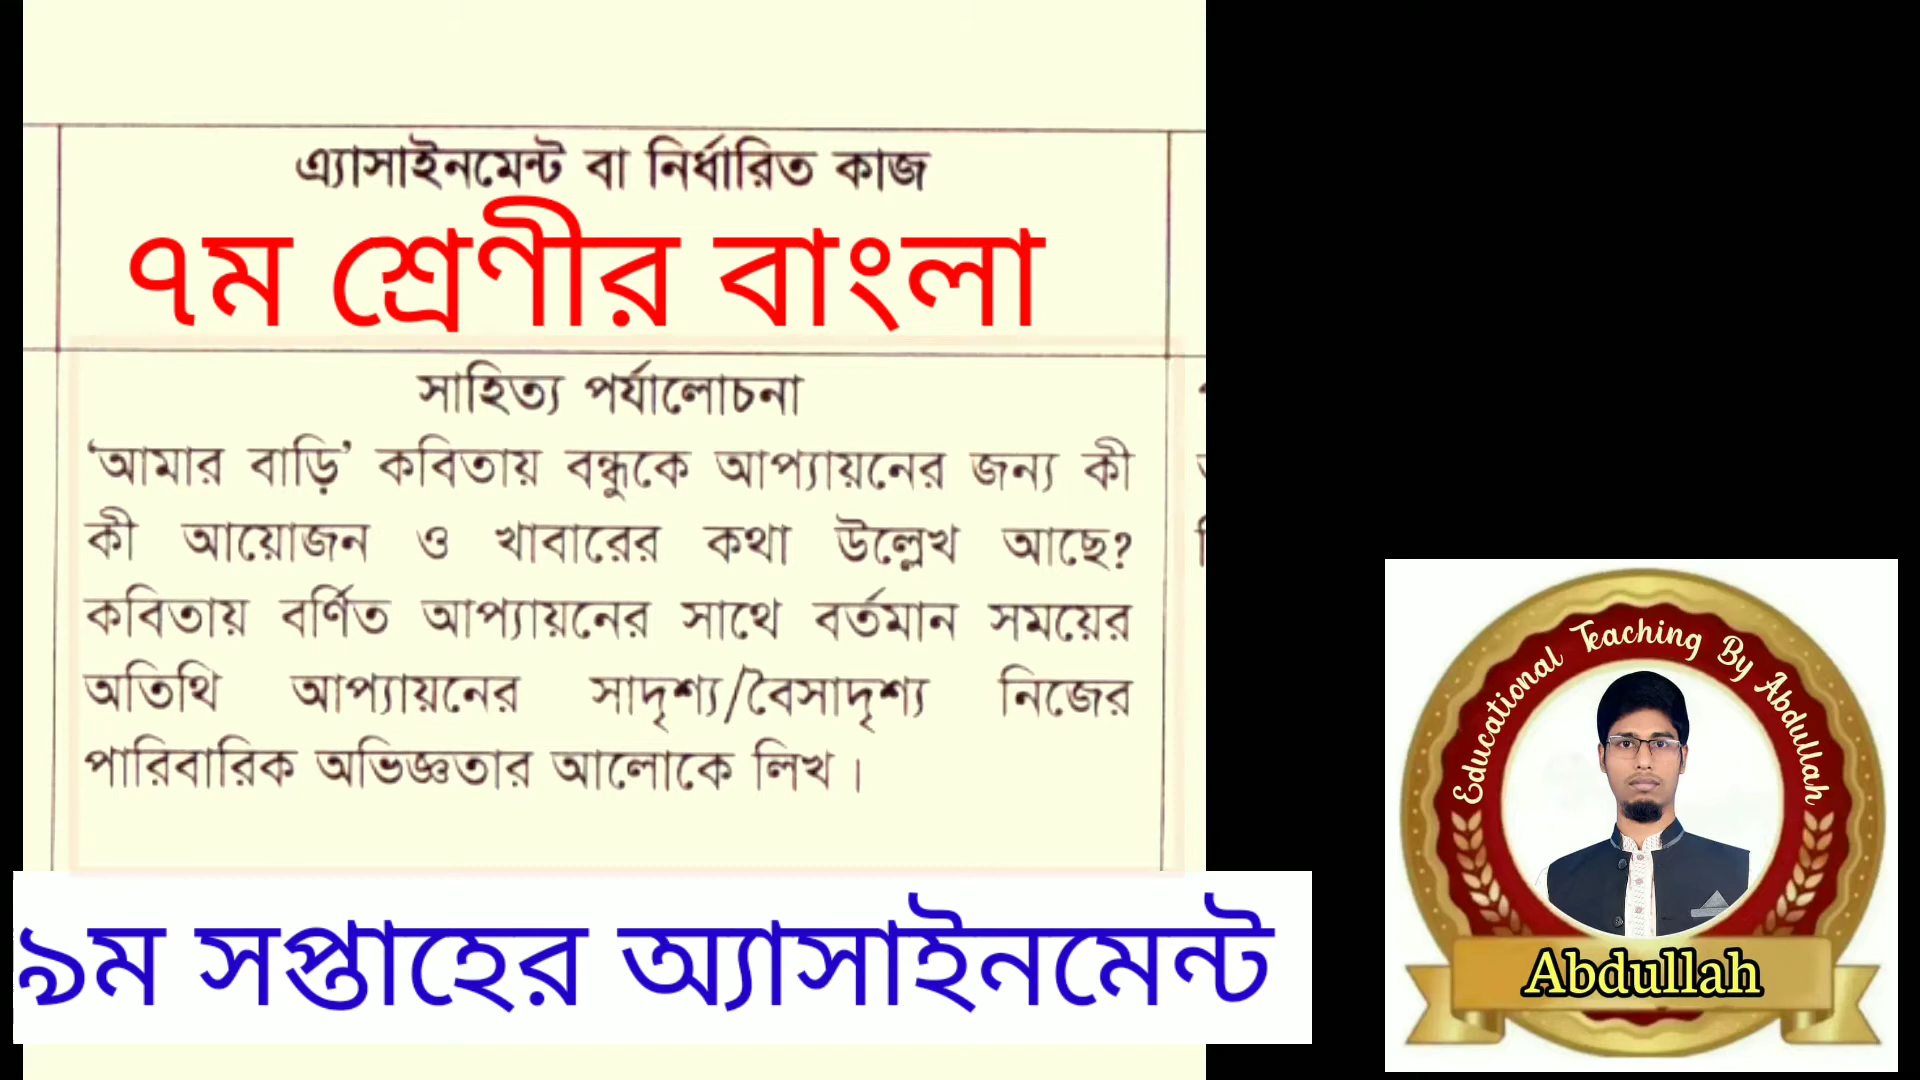 এ্যাসাইনমেন্ট বা নির্ধারিত কাজ
৭ম শ্রেণীর বাংলা
সাহিত্য পর্যালোচনা
‘আমার বাড়ি’ কবিতায় বন্ধুকে আপ্যায়নের জন্য কী
কী আয়োজন ও খাবারের কথা উল্লেখ আছে?
কবিতায় বর্ণিত আপ্যায়নের সাথে বর্তমান সময়ের
অতিথি আপ্যায়নের সাদৃশ্য/বৈসাদৃশ্য নিজের
পারিবারিক অভিজ্ঞতার আলোকে লিখ।
৯ম সপ্তাহের অ্যাসাইনমেন্ট
Educational Teaching By Abdullah
Abdullah